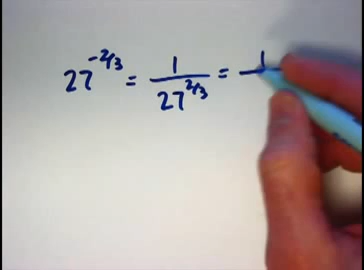 27^(-2/3) = 1/27^(2/3) = 1/